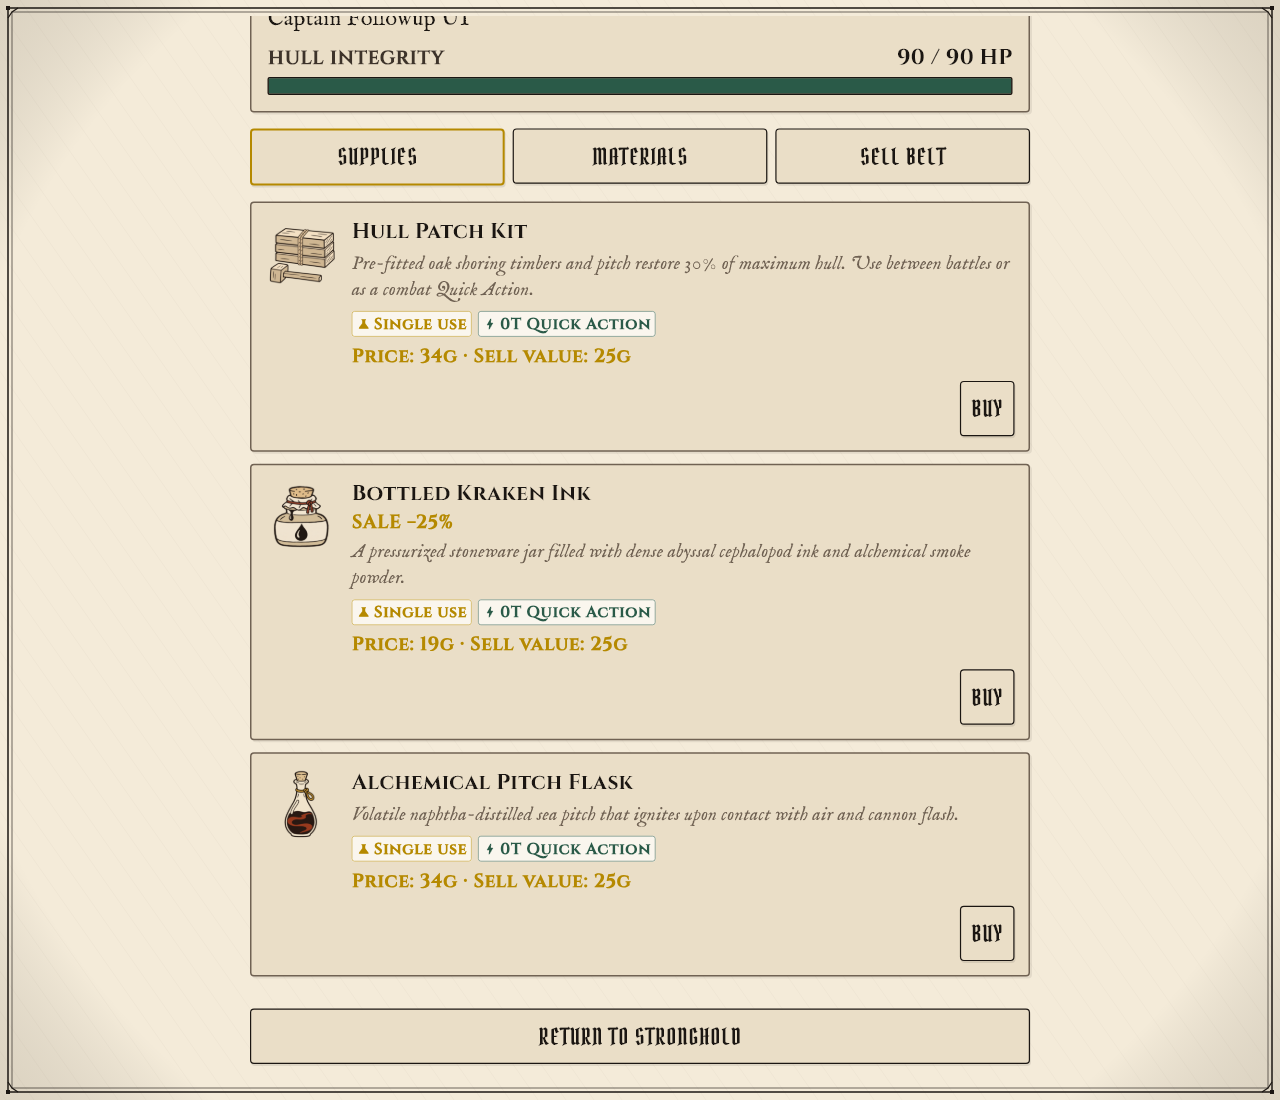 Captain Followup UI
HULL INTEGRITY
90 / 90 HP
SUPPLIES
MATERIALS
SELL BELT
Hull Patch Kit
Pre-fitted oak shoring timbers and pitch restore 30% of maximum hull. Use between battles or
as a combat Quick Action.
Single use
0T Quick Action
Price: 34g · Sell value: 25g
BUY
Bottled Kraken Ink
SALE −25%
A pressurized stoneware jar filled with dense abyssal cephalopod ink and alchemical smoke
powder.
Single use
0T Quick Action
Price: 19g · Sell value: 25g
BUY
Alchemical Pitch Flask
Volatile naphtha-distilled sea pitch that ignites upon contact with air and cannon flash.
Single use
0T Quick Action
Price: 34g · Sell value: 25g
BUY
RETURN TO STRONGHOLD